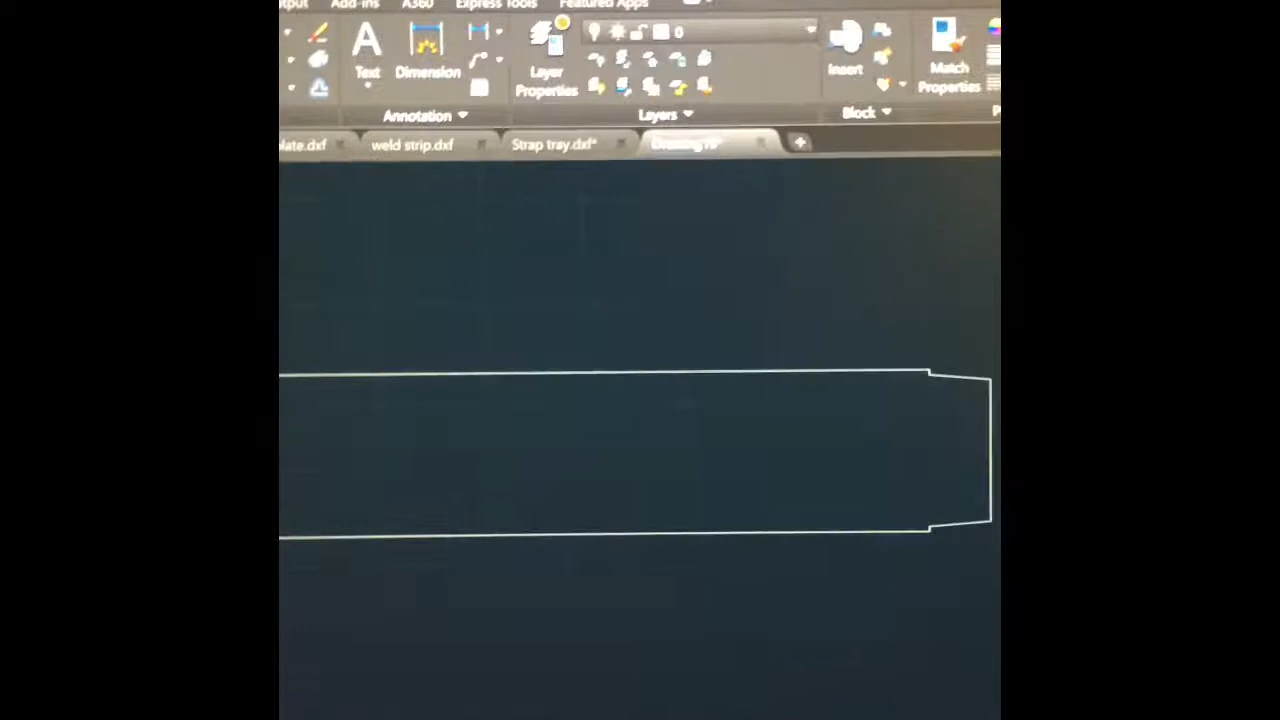 Add-ins A360 Express Tools Featured Apps
0
Text Dimension Layer Properties Insert Match Properties
Annotation Layers Block
late.dxf weld strip.dxf Strap tray.dxf*